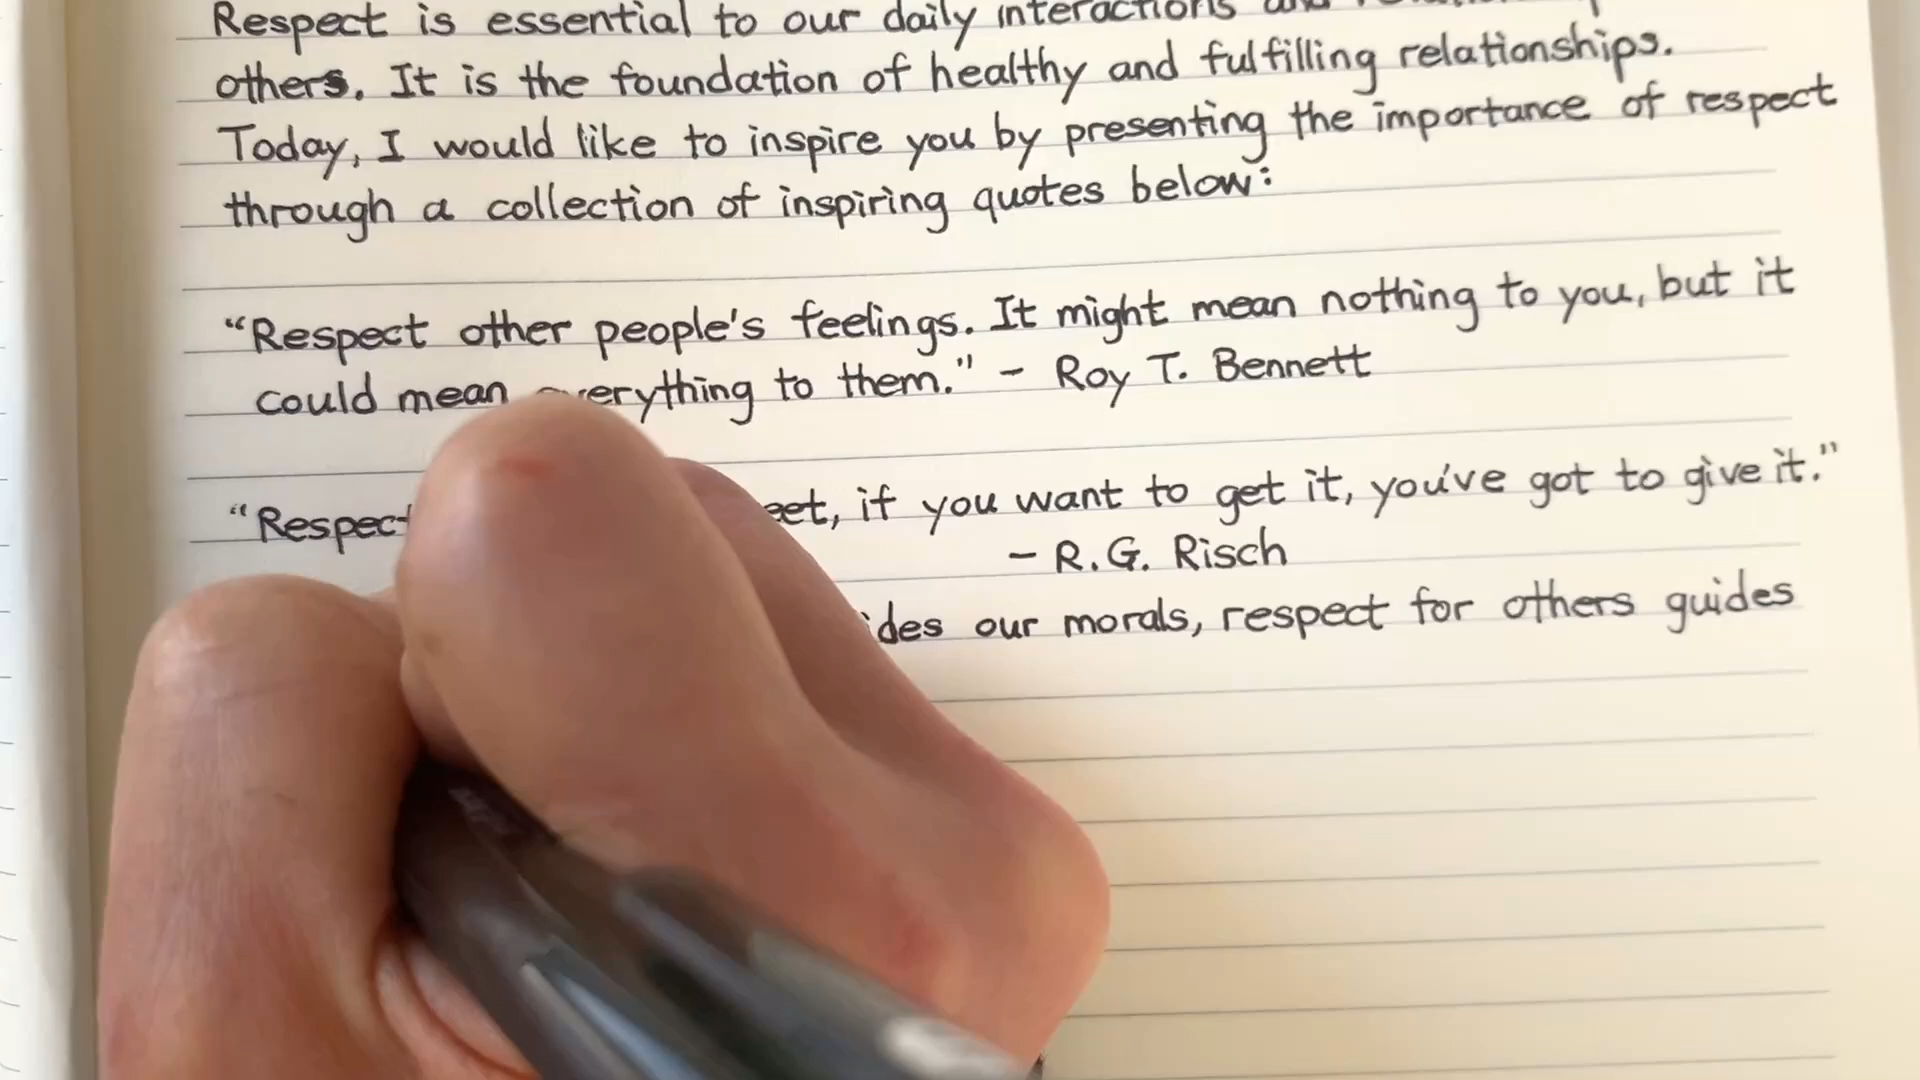 Respect is essential to our daily interactions and
others. It is the foundation of healthy and fulfilling relationships.
Today, I would like to inspire you by presenting the importance of respect
through a collection of inspiring quotes below:
“Respect other people's feelings. It might mean nothing to you, but it
could mean everything to them.” - Roy T. Bennett
“Respect if you want to get it, you've got to give it.”
- R.G. Risch
our morals, respect for others guides